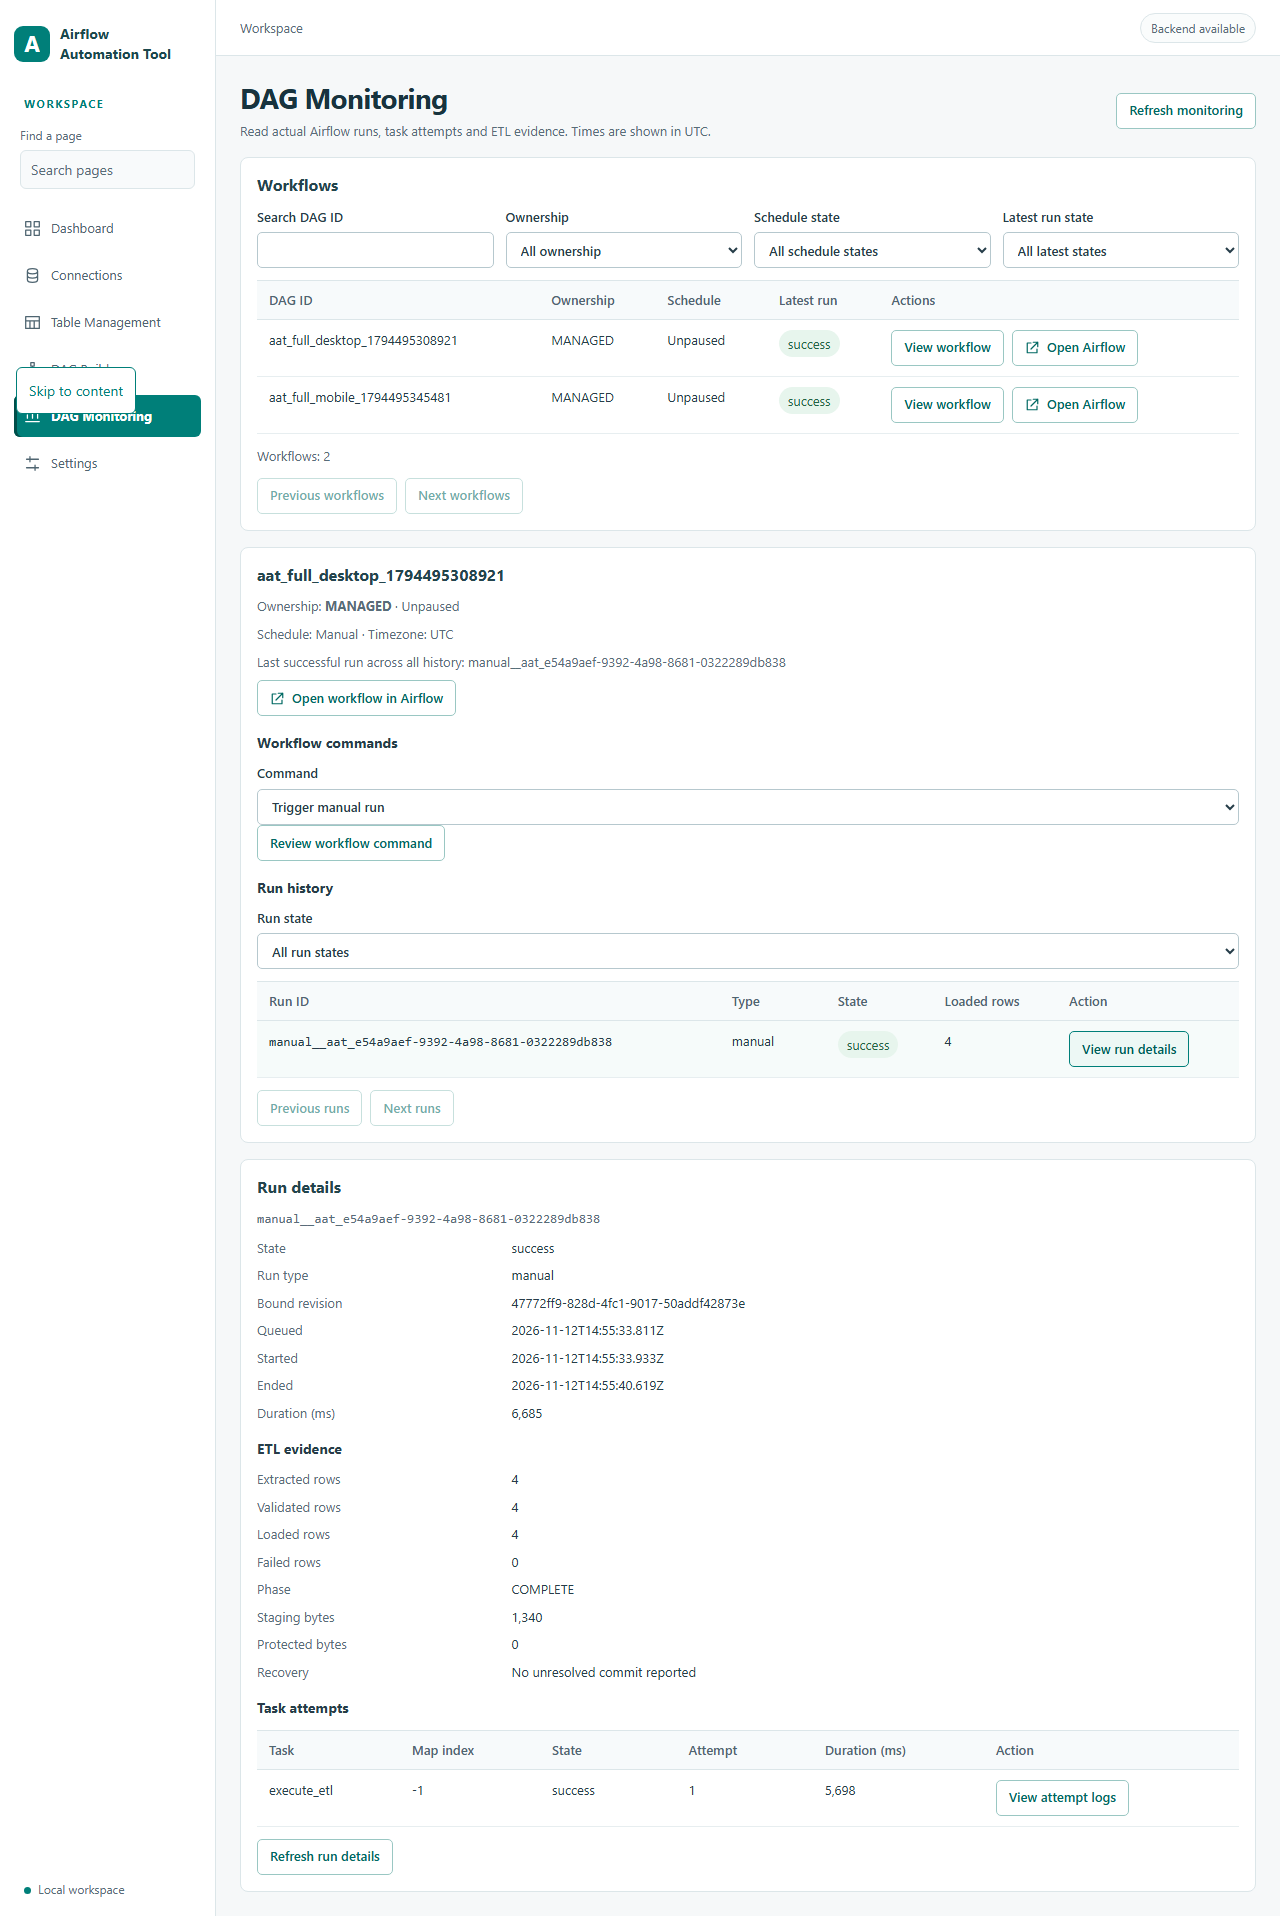 Airflow
Automation Tool
WORKSPACE
Find a page
Search pages
Dashboard
Connections
Table Management
Skip to content
DAG Monitoring
Settings
Local workspace
Workspace
Backend available
DAG Monitoring
Read actual Airflow runs, task attempts and ETL evidence. Times are shown in UTC.
Refresh monitoring
Workflows
Search DAG ID Ownership Schedule state Latest run state
All ownership All schedule states All latest states
DAG ID Ownership Schedule Latest run Actions
aat_full_desktop_1794495308921 MANAGED Unpaused success View workflow Open Airflow
aat_full_mobile_1794495345481 MANAGED Unpaused success View workflow Open Airflow
Workflows: 2
Previous workflows Next workflows
aat_full_desktop_1794495308921
Ownership: MANAGED · Unpaused
Schedule: Manual · Timezone: UTC
Last successful run across all history: manual__aat_e54a9aef-9392-4a98-8681-0322289db838
Open workflow in Airflow
Workflow commands
Command
Trigger manual run
Review workflow command
Run history
Run state
All run states
Run ID Type State Loaded rows Action
manual__aat_e54a9aef-9392-4a98-8681-0322289db838 manual success 4 View run details
Previous runs Next runs
Run details
manual__aat_e54a9aef-9392-4a98-8681-0322289db838
State success
Run type manual
Bound revision 47772ff9-828d-4fc1-9017-50addf42873e
Queued 2026-11-12T14:55:33.811Z
Started 2026-11-12T14:55:33.933Z
Ended 2026-11-12T14:55:40.619Z
Duration (ms) 6,685
ETL evidence
Extracted rows 4
Validated rows 4
Loaded rows 4
Failed rows 0
Phase COMPLETE
Staging bytes 1,340
Protected bytes 0
Recovery No unresolved commit reported
Task attempts
Task Map index State Attempt Duration (ms) Action
execute_etl -1 success 1 5,698 View attempt logs
Refresh run details